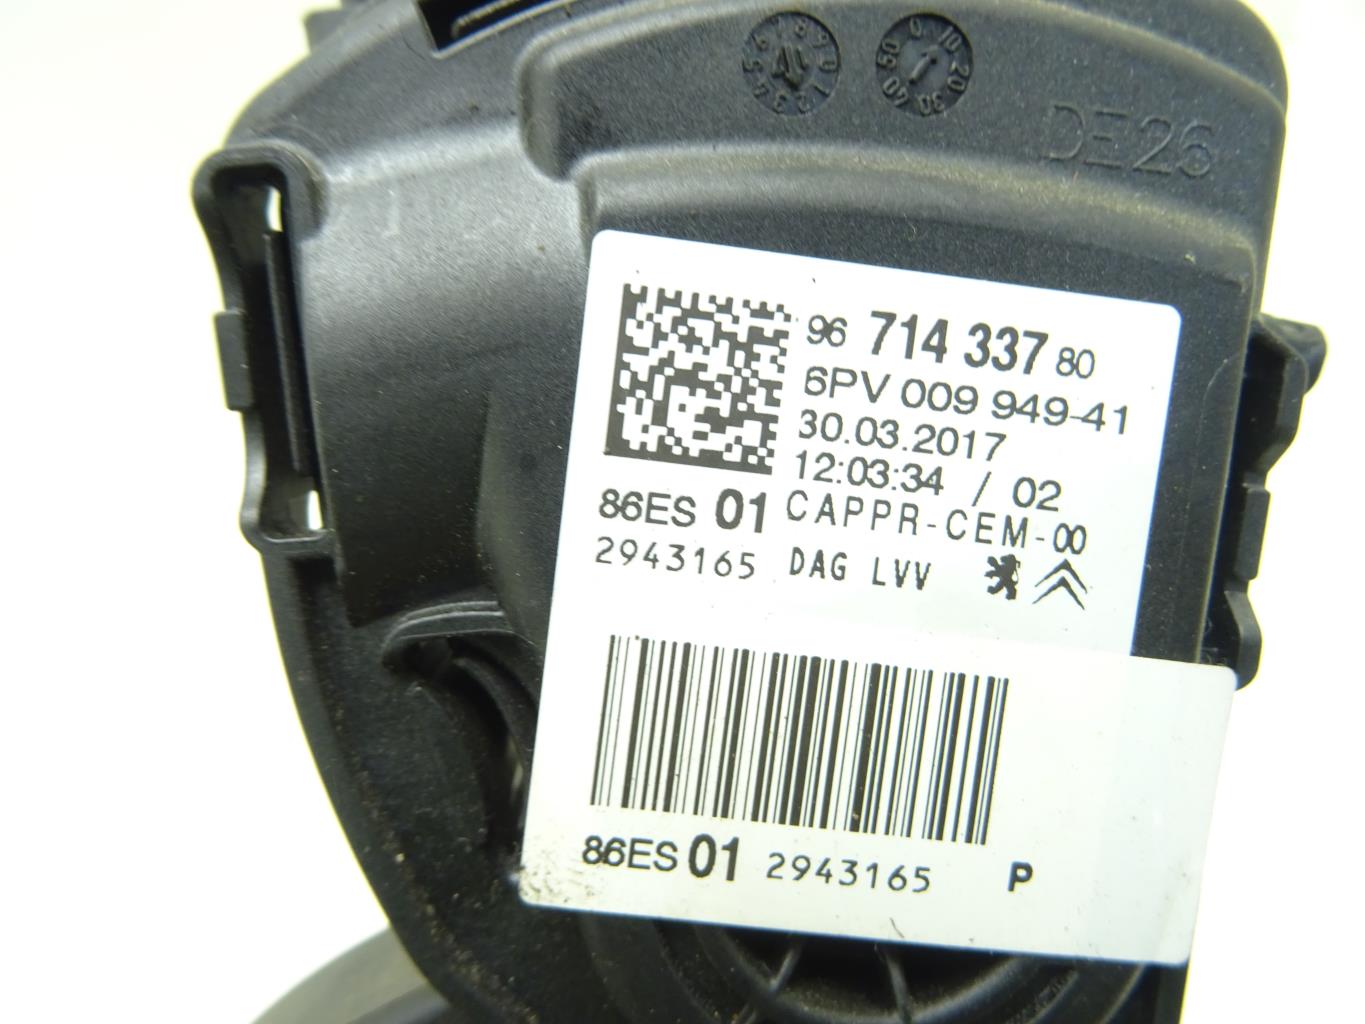 DE26
96 714 337 80
6PV 009 949-41
30.03.2017
12:03:34 / 02
86ES 01 CAPPR-CEM-00
2943165 DAG LVV
86ES 01 2943165 P